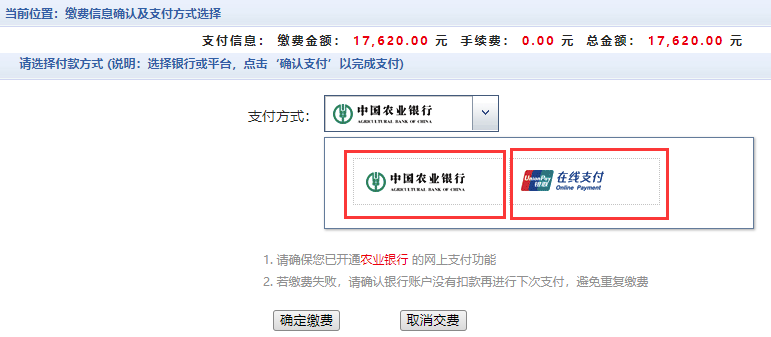 当前位置：缴费信息确认及支付方式选择
支付信息： 缴费金额： 17,620.00 元 手续费： 0.00 元 总金额： 17,620.00 元
请选择付款方式 (说明：选择银行或平台，点击‘确认支付’以完成支付)
支付方式：
中国农业银行
AGRICULTURAL BANK OF CHINA
中国农业银行
AGRICULTURAL BANK OF CHINA
UnionPay
银联
在线支付
Online Payment
1. 请确保您已开通农业银行 的网上支付功能
2. 若缴费失败，请确认银行账户没有扣款再进行下次支付，避免重复缴费
确定缴费 取消交费